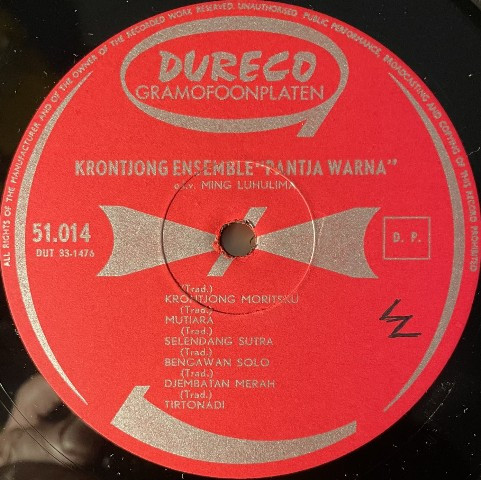 ALL RIGHTS OF THE MANUFACTURER AND OF THE OWNER OF THE RECORDED WORK RESERVED. UNAUTHORISED PUBLIC PERFORMANCE, BROADCASTING AND COPYING OF THIS RECORD PROHIBITED
DURECO
GRAMOFOONPLATEN
KRONTJONG ENSEMBLE "PANTJA WARNA"
o.l.v. MING LUHULIMA
51.014
DUT 33-1476
D. P.
(Trad.)
KRONTJONG MORITSKU
(Trad.)
MUTIARA
(Trad.)
SELENDANG SUTRA
(Trad.)
BENGAWAN SOLO
(Trad.)
DJEMBATAN MERAH
(Trad.)
TIRTONADI